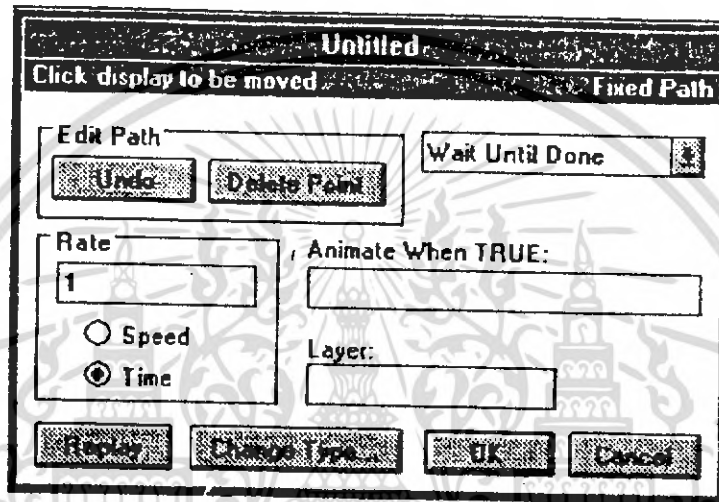 Untitled
Click display to be moved Fixed Path
Edit Path
Undo Delete Point
Wait Until Done
Rate
1
Speed
Time
Animate When TRUE:
Layer:
Replay Change Type... OK Cancel